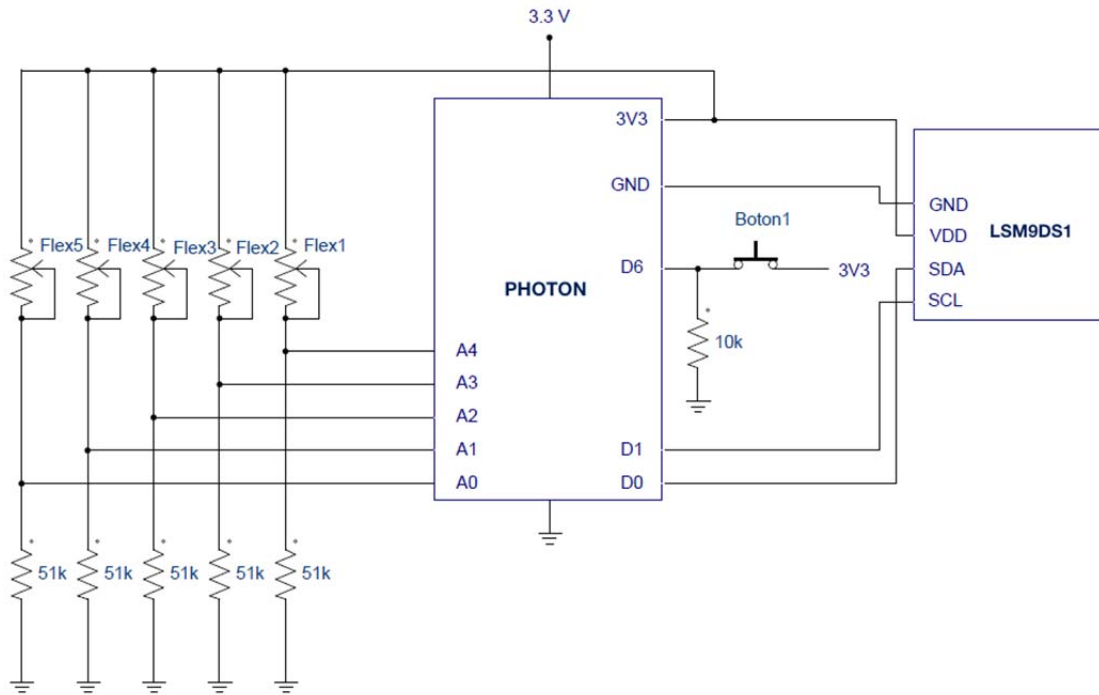 3.3 V
3V3
GND
Boton1
D6
3V3
10k
PHOTON
Flex5
Flex4
Flex3
Flex2
Flex1
A4
A3
A2
A1
A0
D1
D0
GND
VDD
SDA
SCL
LSM9DS1
51k
51k
51k
51k
51k